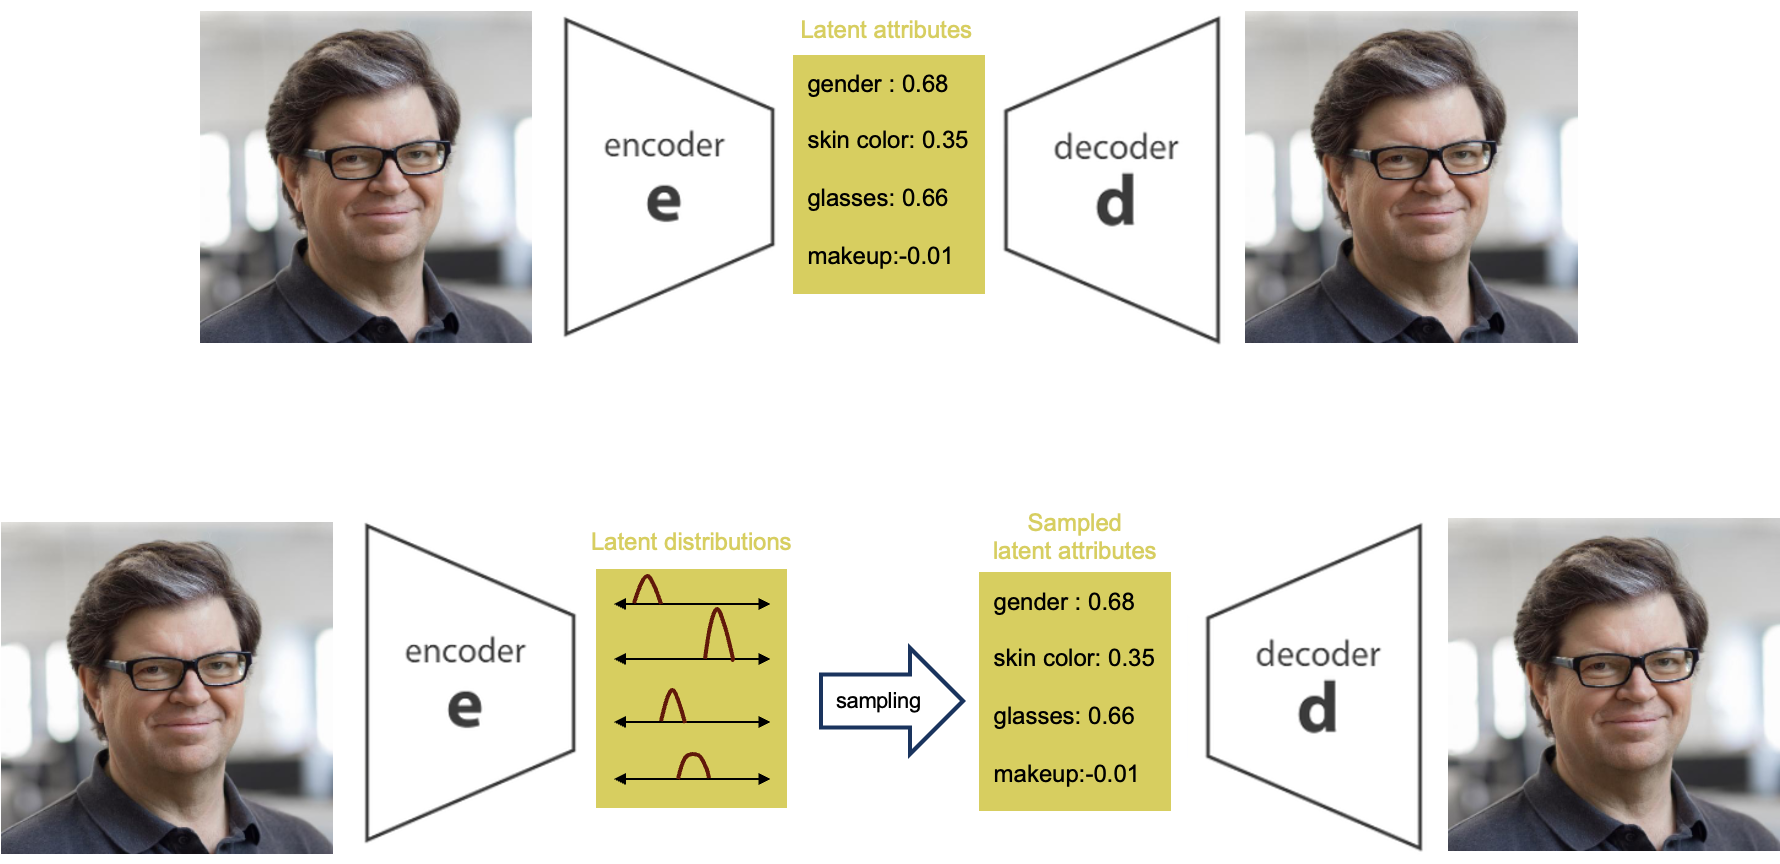 Latent attributes
gender : 0.68
skin color: 0.35
glasses: 0.66
makeup:-0.01
encoder
e
decoder
d
Latent distributions
Sampled
latent attributes
encoder
e
sampling
gender : 0.68
skin color: 0.35
glasses: 0.66
makeup:-0.01
decoder
d